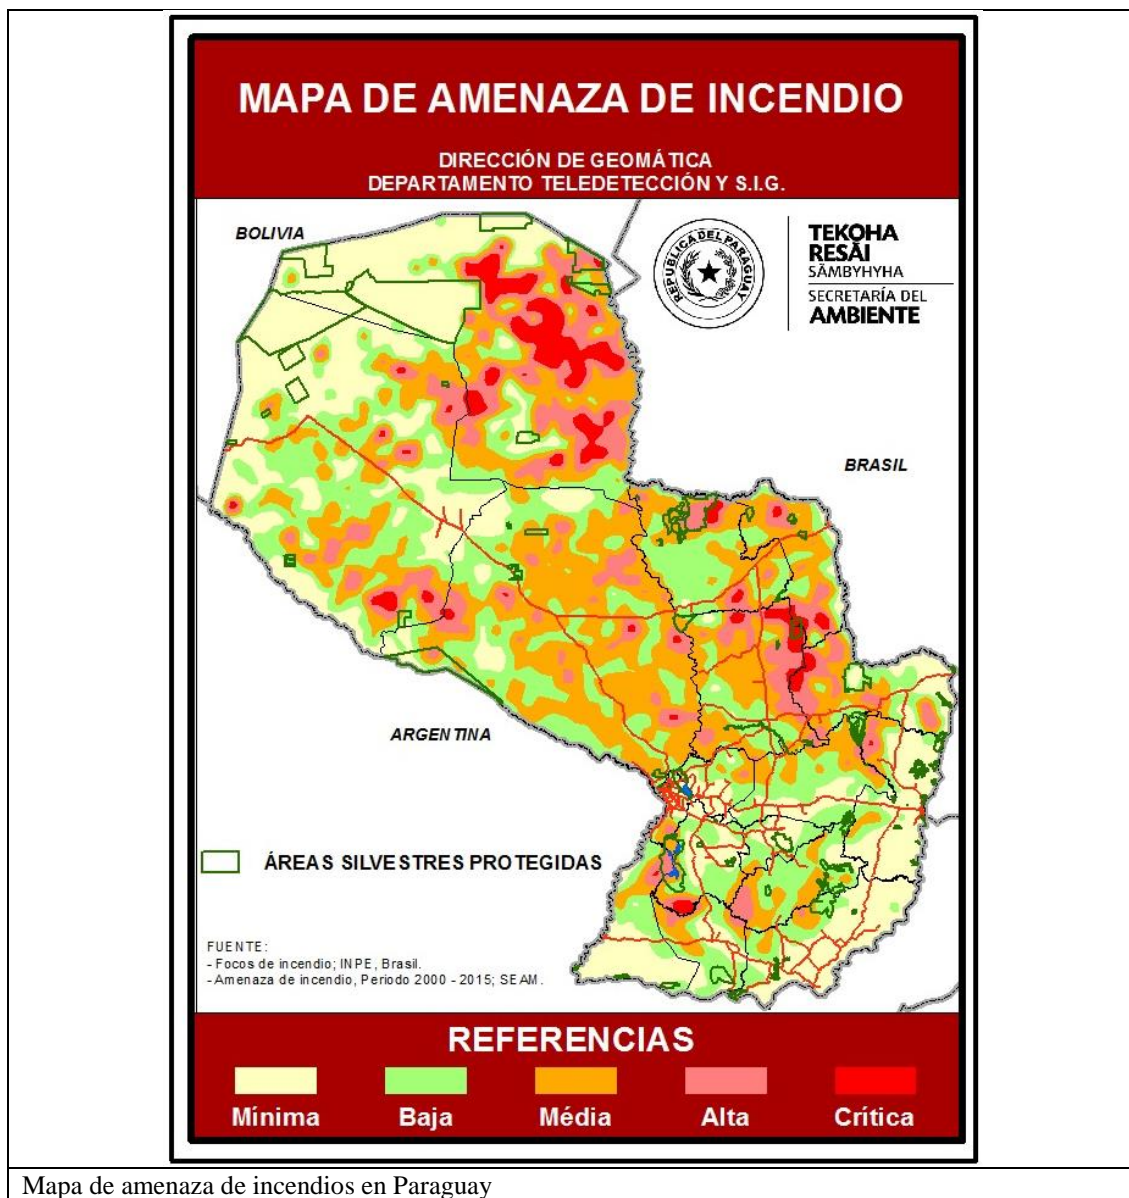 MAPA DE AMENAZA DE INCENDIO
DIRECCIÓN DE GEOMÁTICA
DEPARTAMENTO TELEDETECCIÓN Y S.I.G.
BOLIVIA
REPUBLICA DEL PARAGUAY
TEKOHA
RESÃI
SÃMBYHYHA
SECRETARÍA DEL
AMBIENTE
BRASIL
ARGENTINA
ÁREAS SILVESTRES PROTEGIDAS
FUENTE:
- Focos de incendio; INPE, Brasil.
- Amenaza de incendio, Periodo 2000 - 2015; SEAM.
REFERENCIAS
Mínima
Baja
Média
Alta
Crítica
Mapa de amenaza de incendios en Paraguay